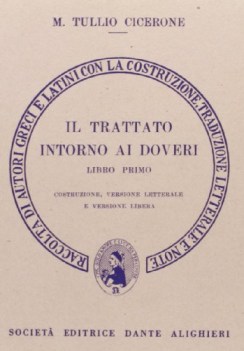 M. TULLIO CICERONE
RACCOLTA DI AUTORI GRECI E LATINI CON LA COSTRUZIONE, TRADUZIONE LETTERALE E NOTE
IL TRATTATO
INTORNO AI DOVERI
LIBRO PRIMO
COSTRUZIONE, VERSIONE LETTERALE
E VERSIONE LIBERA
SOCIETÀ EDITRICE DANTE ALIGHIERI